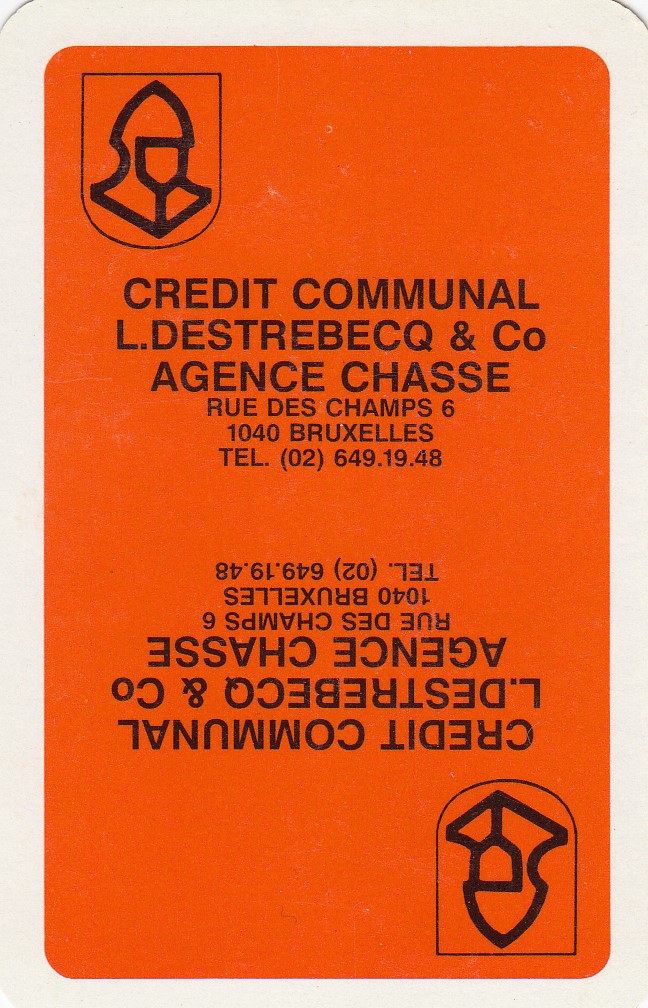 CREDIT COMMUNAL
L.DESTREBECQ & Co
AGENCE CHASSE
RUE DES CHAMPS 6
1040 BRUXELLES
TEL. (02) 649.19.48
CREDIT COMMUNAL
L.DESTREBECQ & Co
AGENCE CHASSE
RUE DES CHAMPS 6
1040 BRUXELLES
TEL. (02) 649.19.48